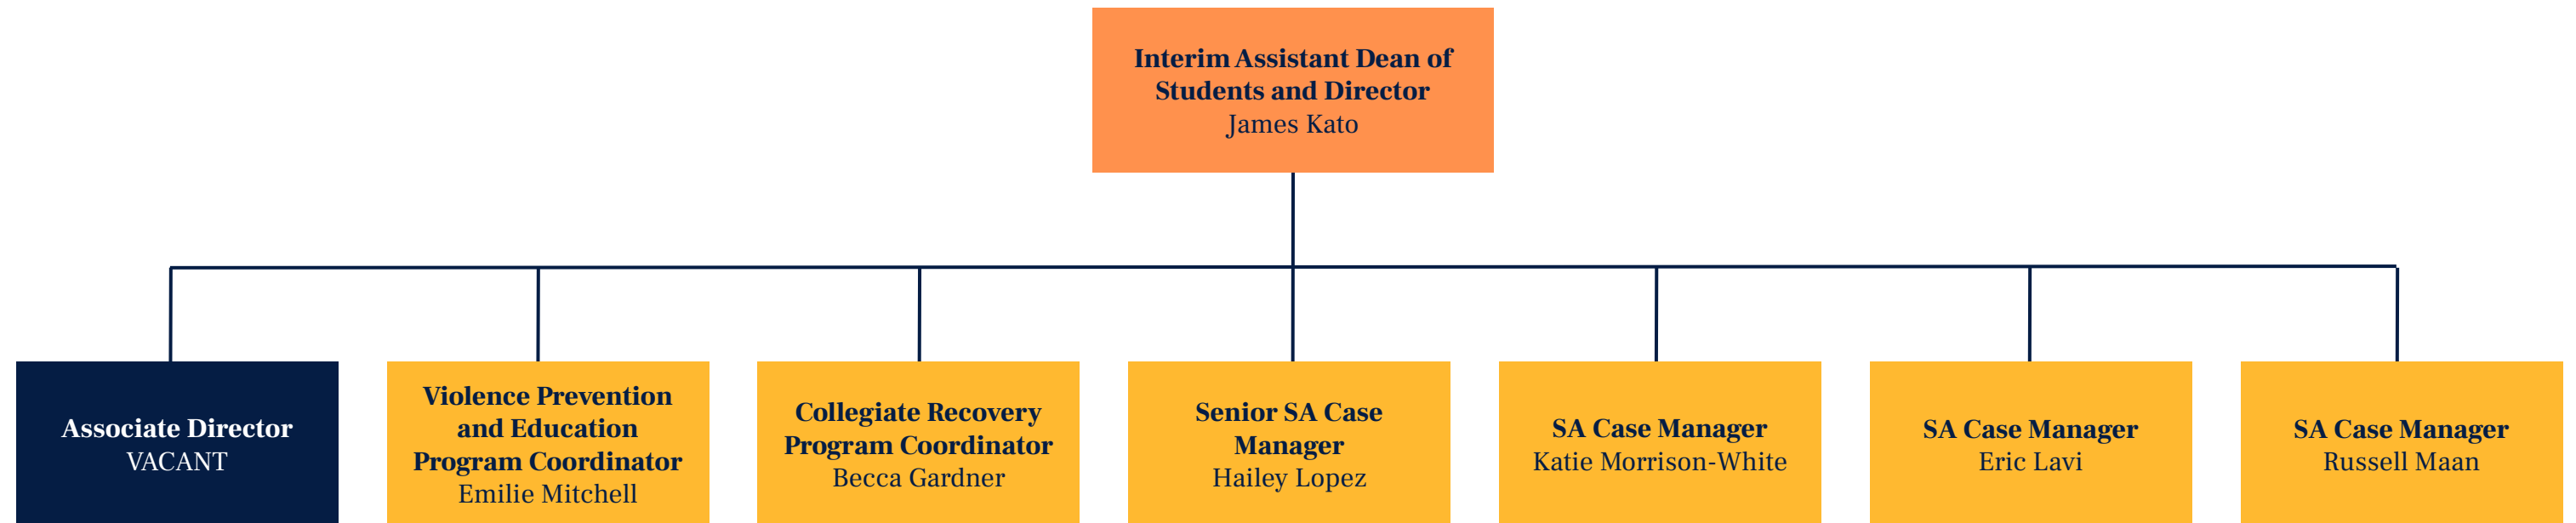 Interim Assistant Dean of
Students and Director
James Kato
Associate Director
VACANT
Violence Prevention
and Education
Program Coordinator
Emilie Mitchell
Collegiate Recovery
Program Coordinator
Becca Gardner
Senior SA Case
Manager
Hailey Lopez
SA Case Manager
Katie Morrison-White
SA Case Manager
Eric Lavi
SA Case Manager
Russell Maan